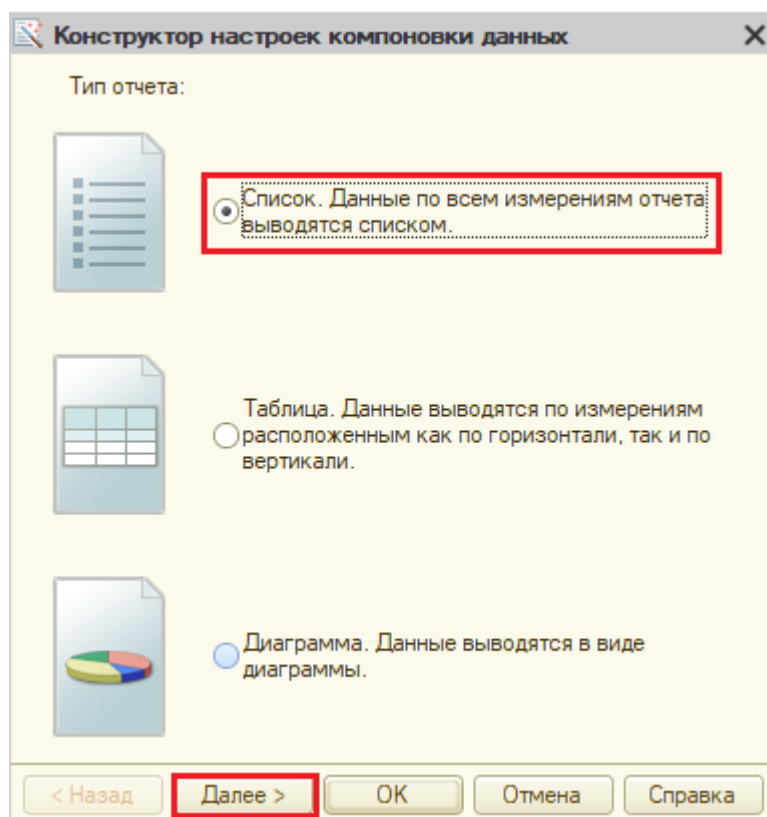 Конструктор настроек компоновки данных
Тип отчета:
Список. Данные по всем измерениям отчета
выводятся списком.
Таблица. Данные выводятся по измерениям
расположенным как по горизонтали, так и по
вертикали.
Диаграмма. Данные выводятся в виде
диаграммы.
< Назад Далее > OK Отмена Справка